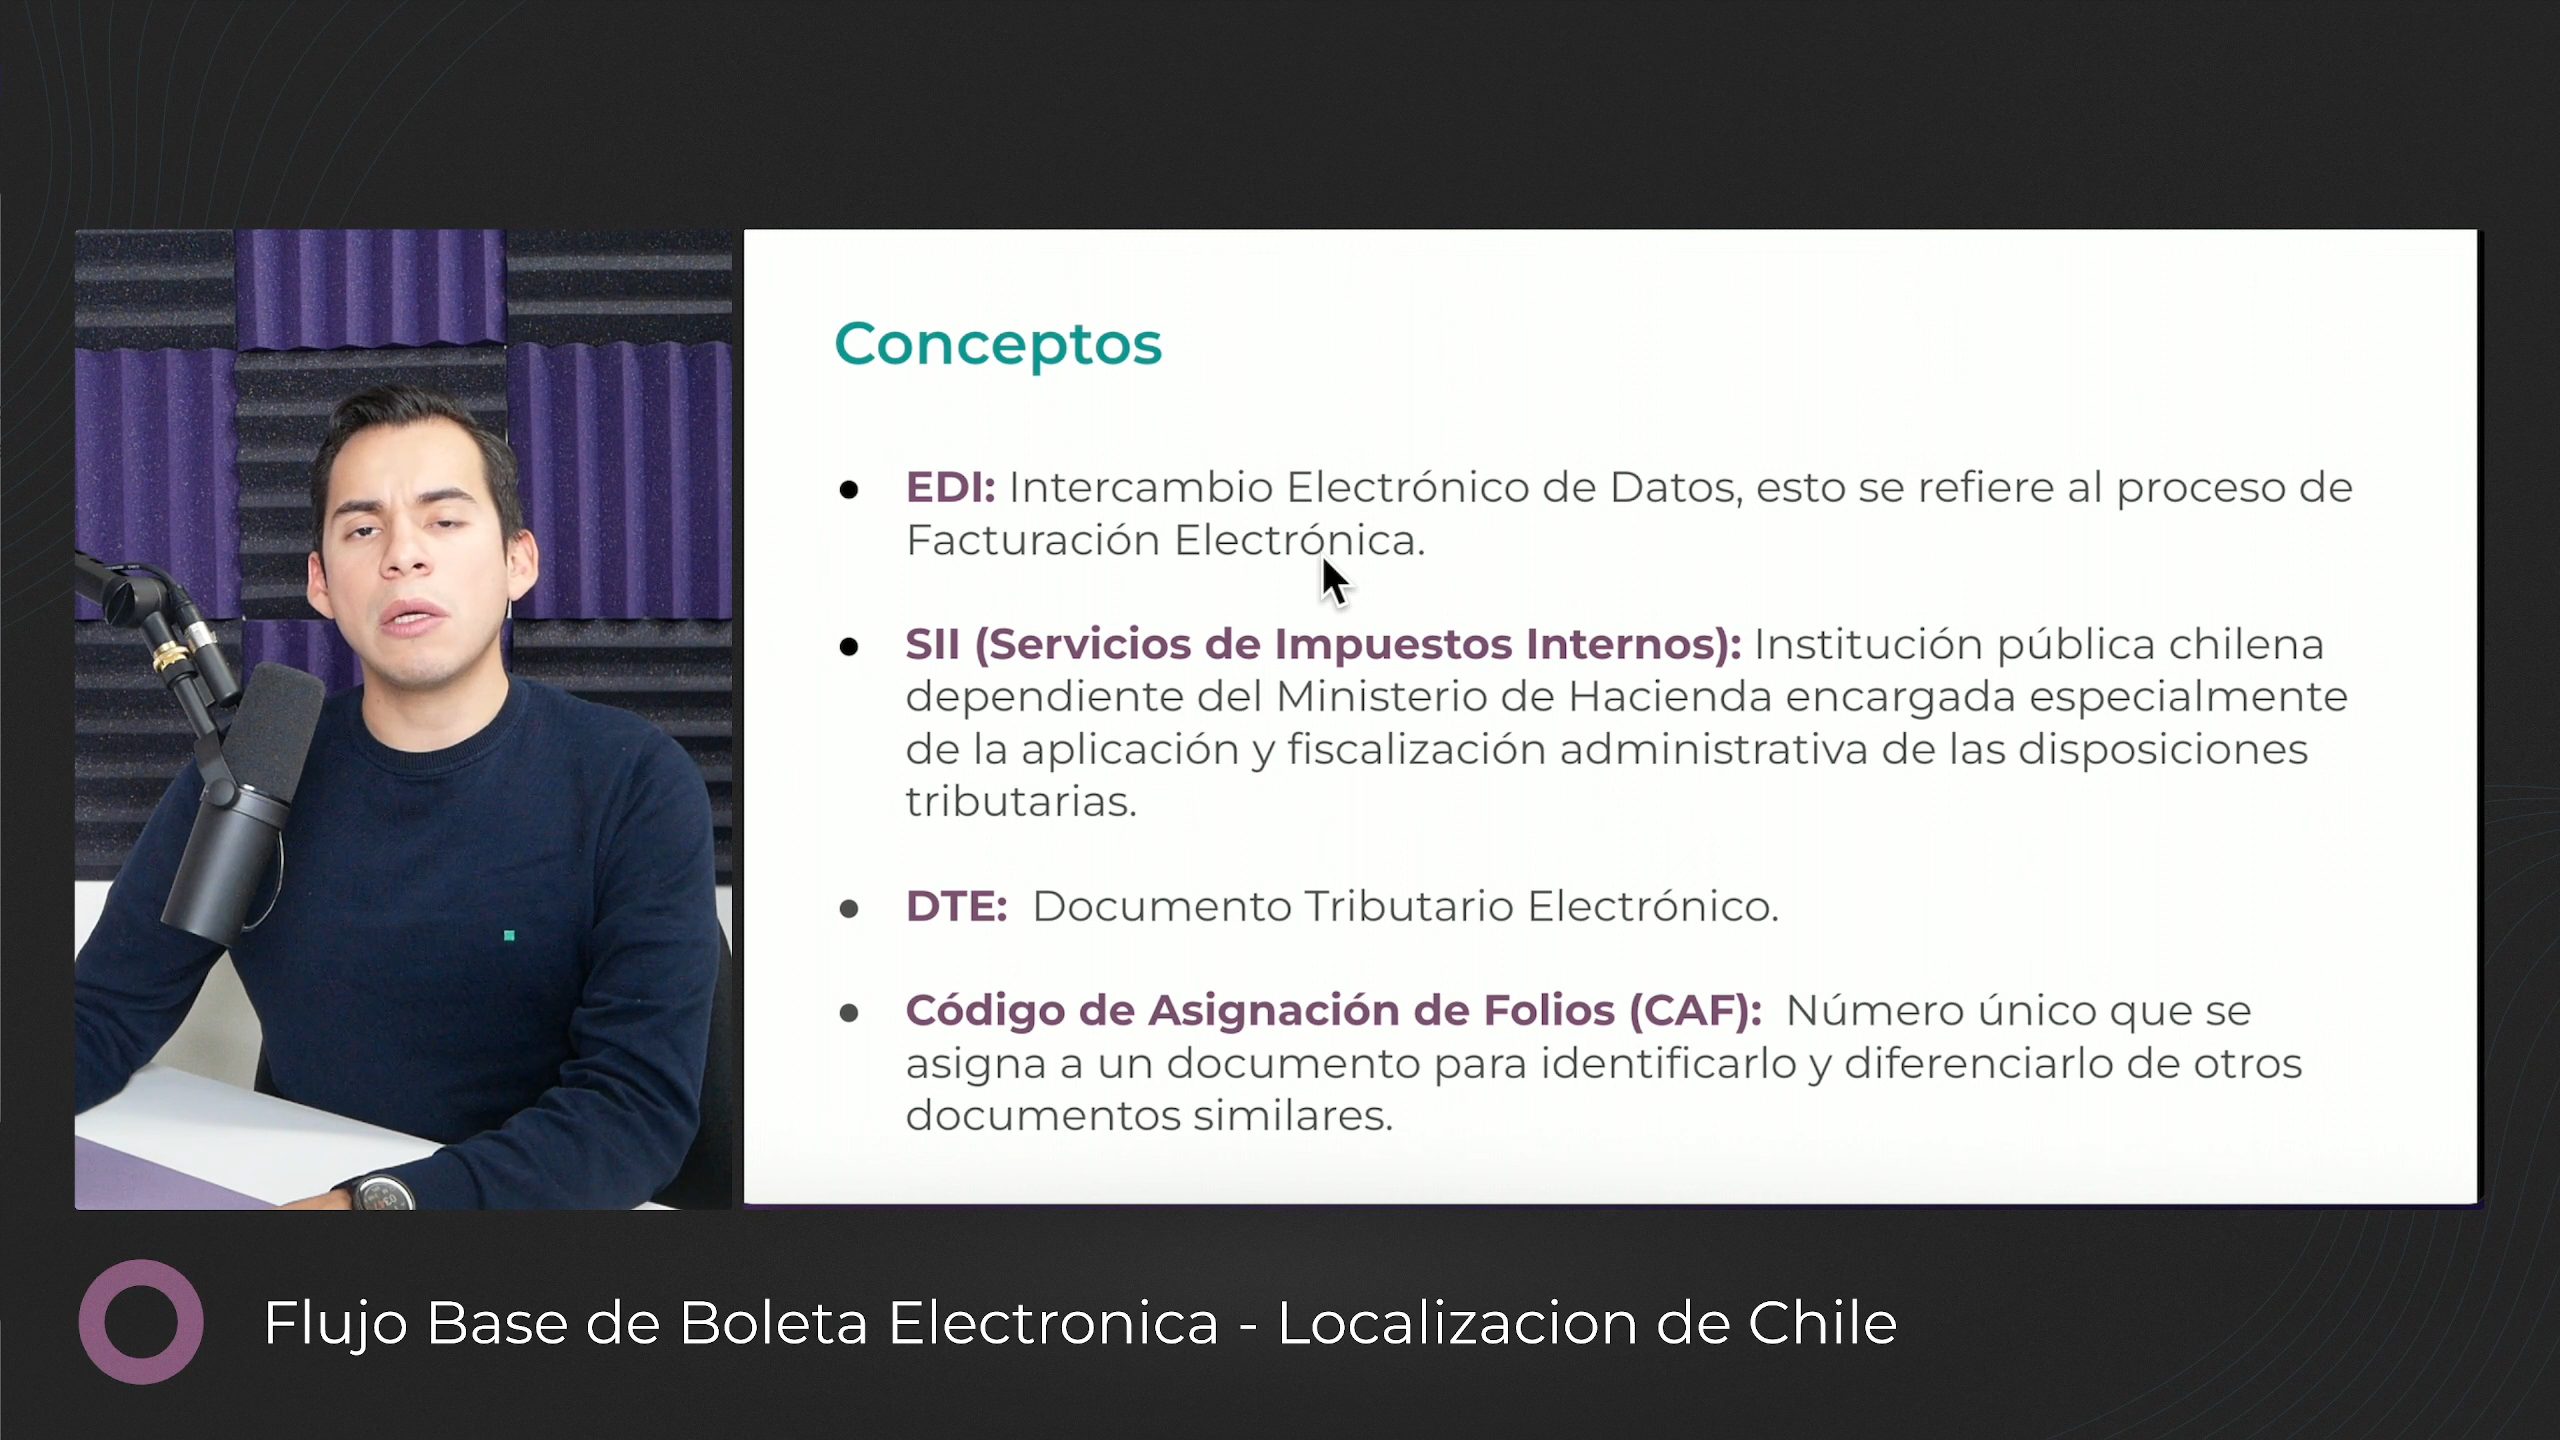 Conceptos
EDI: Intercambio Electrónico de Datos, esto se refiere al proceso de
Facturación Electrónica.
SII (Servicios de Impuestos Internos): Institución pública chilena
dependiente del Ministerio de Hacienda encargada especialmente
de la aplicación y fiscalización administrativa de las disposiciones
tributarias.
DTE: Documento Tributario Electrónico.
Código de Asignación de Folios (CAF): Número único que se
asigna a un documento para identificarlo y diferenciarlo de otros
documentos similares.
Flujo Base de Boleta Electronica - Localizacion de Chile